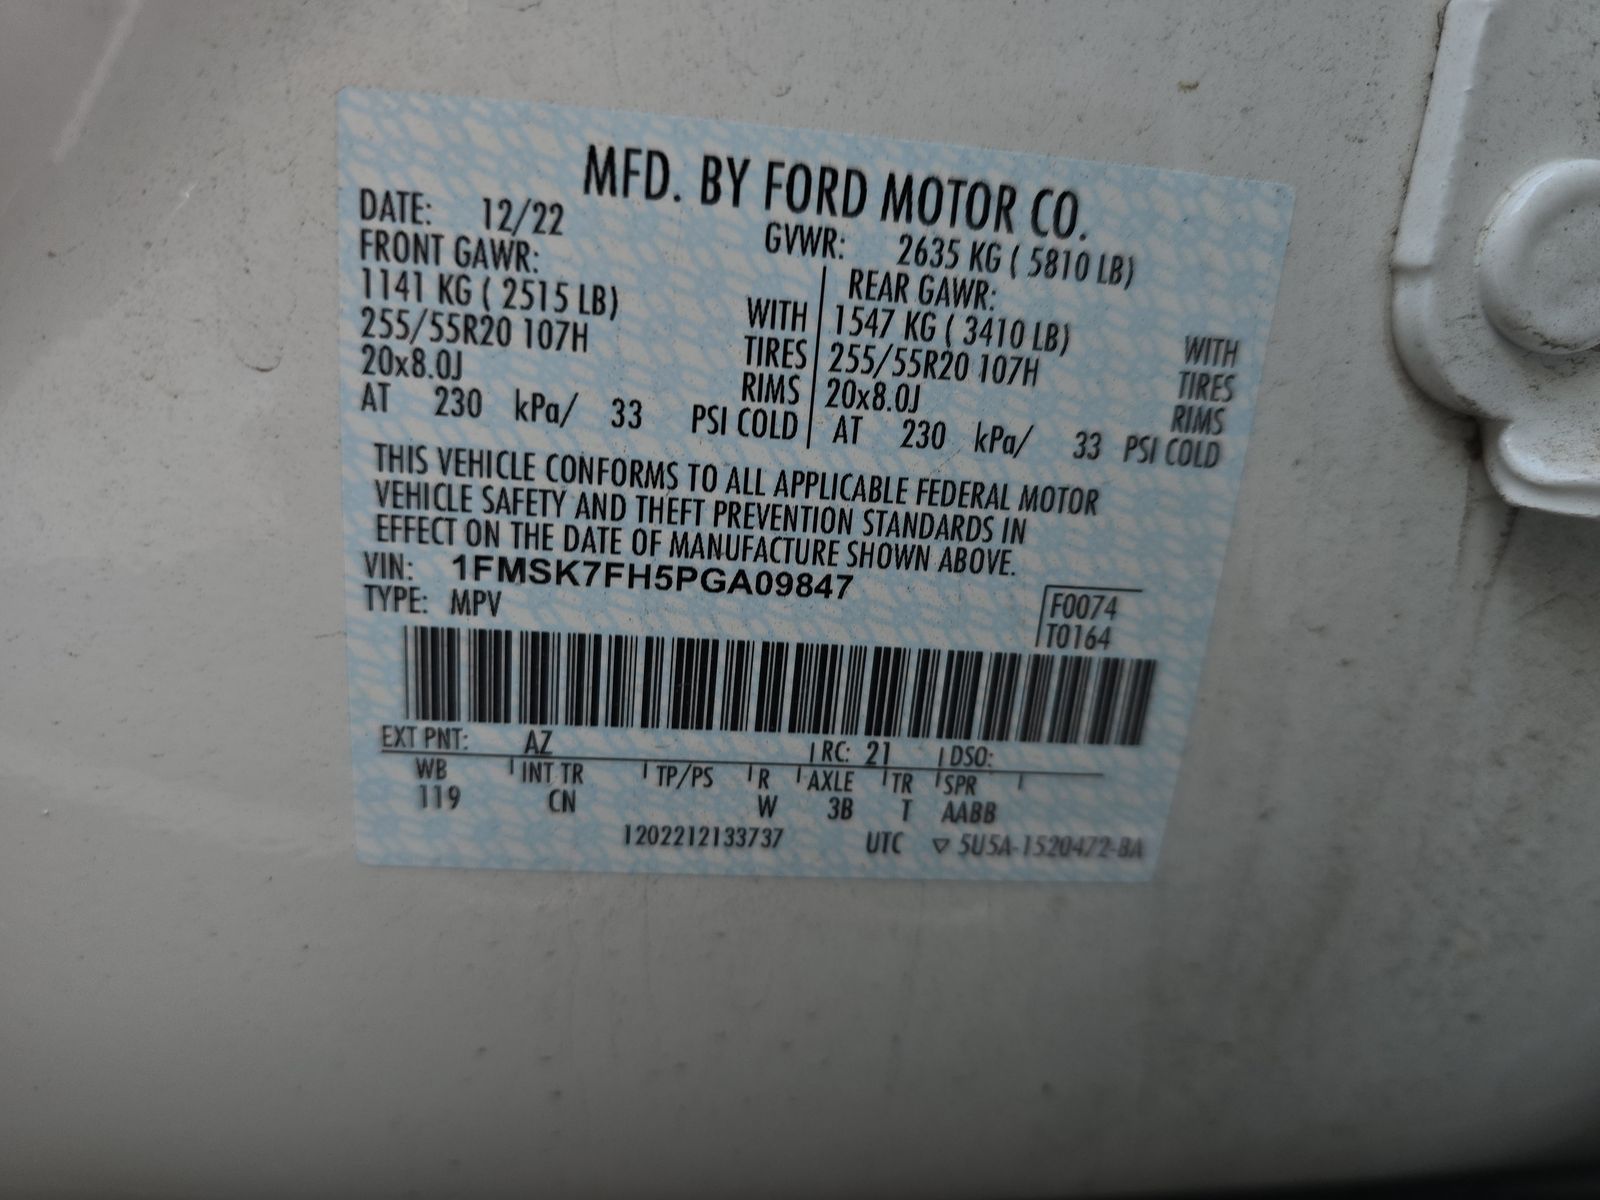 MFD. BY FORD MOTOR CO.
DATE: 12/22 GVWR: 2635 KG ( 5810 LB)
FRONT GAWR: REAR GAWR:
1141 KG ( 2515 LB) WITH 1547 KG ( 3410 LB) WITH
255/55R20 107H TIRES 255/55R20 107H TIRES
20x8.0J RIMS 20x8.0J RIMS
AT 230 kPa/ 33 PSI COLD AT 230 kPa/ 33 PSI COLD
THIS VEHICLE CONFORMS TO ALL APPLICABLE FEDERAL MOTOR
VEHICLE SAFETY AND THEFT PREVENTION STANDARDS IN
EFFECT ON THE DATE OF MANUFACTURE SHOWN ABOVE.
VIN: 1FMSK7FH5PGA09847
TYPE: MPV F0074
T0164
EXT PNT: AZ RC: 21 DSO:
WB INT TR TP/PS R AXLE TR SPR
119 CN W 3B T AABB
1202212133737 UTC ▽ 5U5A-1520472-BA